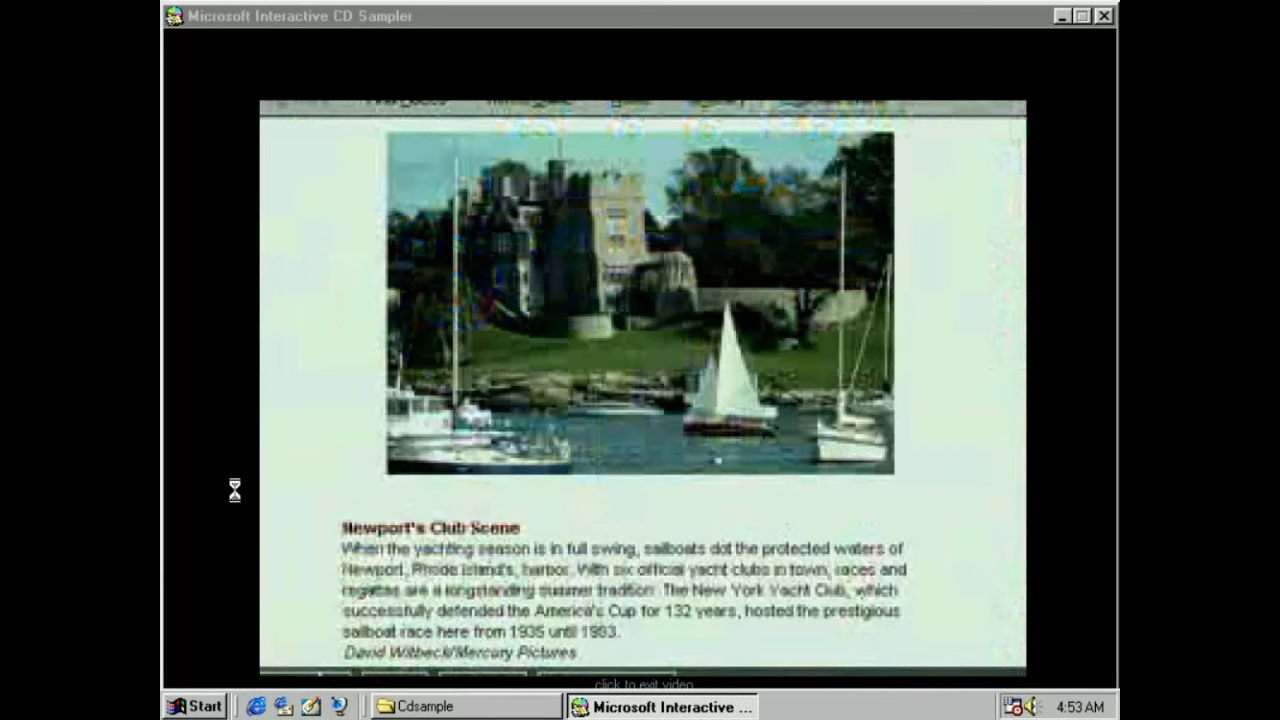 Microsoft Interactive CD Sampler
Newport's Club Scene
When the yachting season is in full swing, sailboats dot the protected waters of
Newport, Rhode Island's, harbor. With six official yacht clubs in town, races and
regattas are a longstanding summer tradition. The New York Yacht Club, which
successfully defended the America's Cup for 132 years, hosted the prestigious
sailboat race here from 1935 until 1983.
David Witbeck/Mercury Pictures
click to exit video
Start
Cdsample
Microsoft Interactive ...
4:53 AM